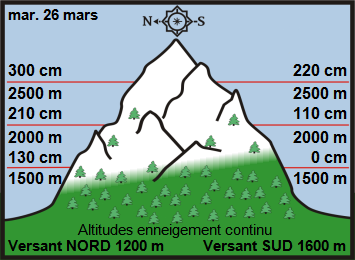 mar. 26 mars
N S
300 cm 220 cm
2500 m 2500 m
210 cm 110 cm
2000 m 2000 m
130 cm 0 cm
1500 m 1500 m
Altitudes enneigement continu
Versant NORD 1200 m Versant SUD 1600 m